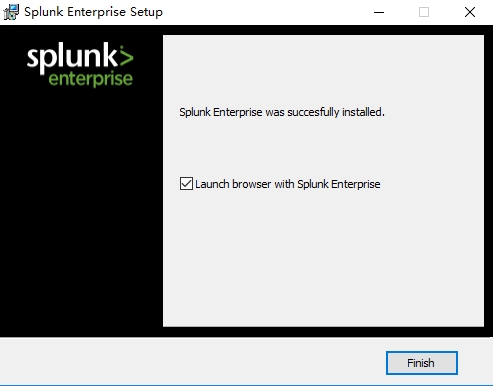 Splunk Enterprise Setup
splunk>
enterprise
Splunk Enterprise was succesfully installed.
Launch browser with Splunk Enterprise
Finish